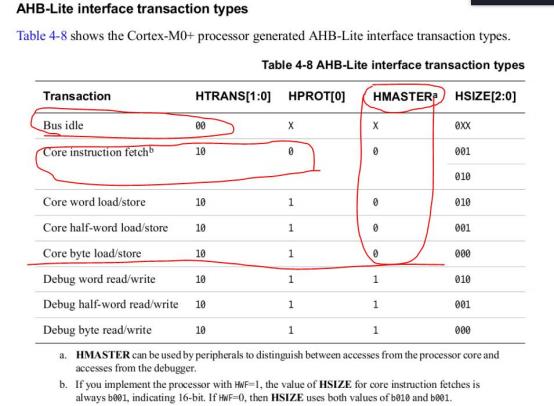 AHB-Lite interface transaction types
Table 4-8 shows the Cortex-M0+ processor generated AHB-Lite interface transaction types.
Table 4-8 AHB-Lite interface transaction types
Transaction HTRANS[1:0] HPROT[0] HMASTERa HSIZE[2:0]
Bus idle 00 X X 0XX
Core instruction fetchb 10 0 0 001
010
Core word load/store 10 1 0 010
Core half-word load/store 10 1 0 001
Core byte load/store 10 1 0 000
Debug word read/write 10 1 1 010
Debug half-word read/write 10 1 1 001
Debug byte read/write 10 1 1 000
a. HMASTER can be used by peripherals to distinguish between accesses from the processor core and
accesses from the debugger.
b. If you implement the processor with HWF=1, the value of HSIZE for core instruction fetches is
always b001, indicating 16-bit. If HWF=0, then HSIZE uses both values of b010 and b001.